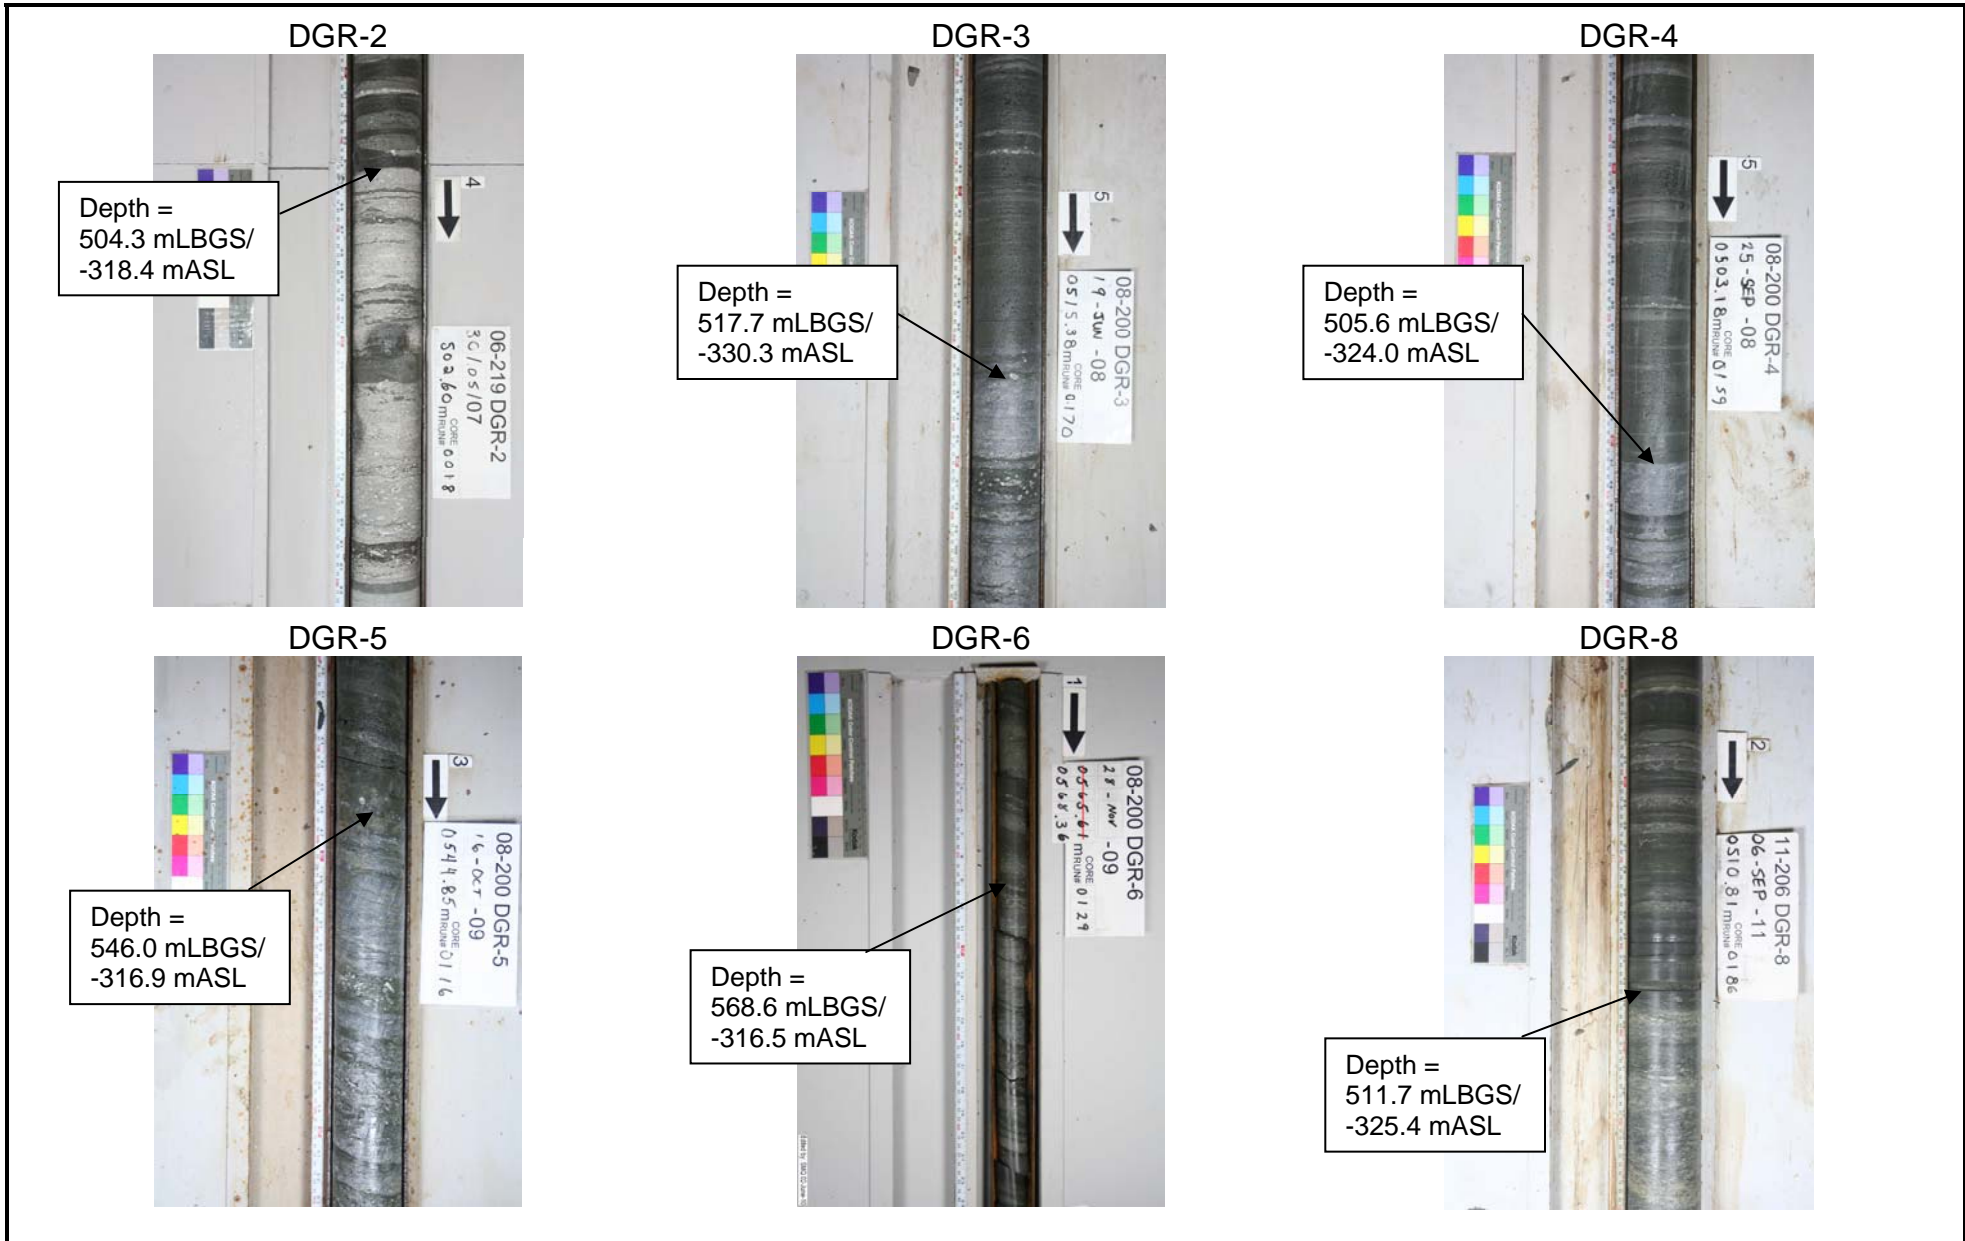 DGR-2
Depth =
504.3 mLBGS/
-318.4 mASL
4
06-219 DGR-2
30/05/07
CORE
502.60 mRUN# 0018
DGR-3
Depth =
517.7 mLBGS/
-330.3 mASL
5
08-200 DGR-3
19-JUN-08
CORE
0515.38 mRUN# 0170
DGR-4
Depth =
505.6 mLBGS/
-324.0 mASL
5
08-200 DGR-4
25-SEP-08
CORE
0503.18 mRUN# 0159
DGR-5
Depth =
546.0 mLBGS/
-316.9 mASL
3
08-200 DGR-5
16-OCT-09
CORE
0544.85 mRUN# 0116
DGR-6
Depth =
568.6 mLBGS/
-316.5 mASL
1
08-200 DGR-6
28-NOV-09
CORE
0565.61 mRUN# 0129
0568.36
Kodak
DGR-8
Depth =
511.7 mLBGS/
-325.4 mASL
2
11-206 DGR-8
06-SEP-11
CORE
0510.81 mRUN# 0186